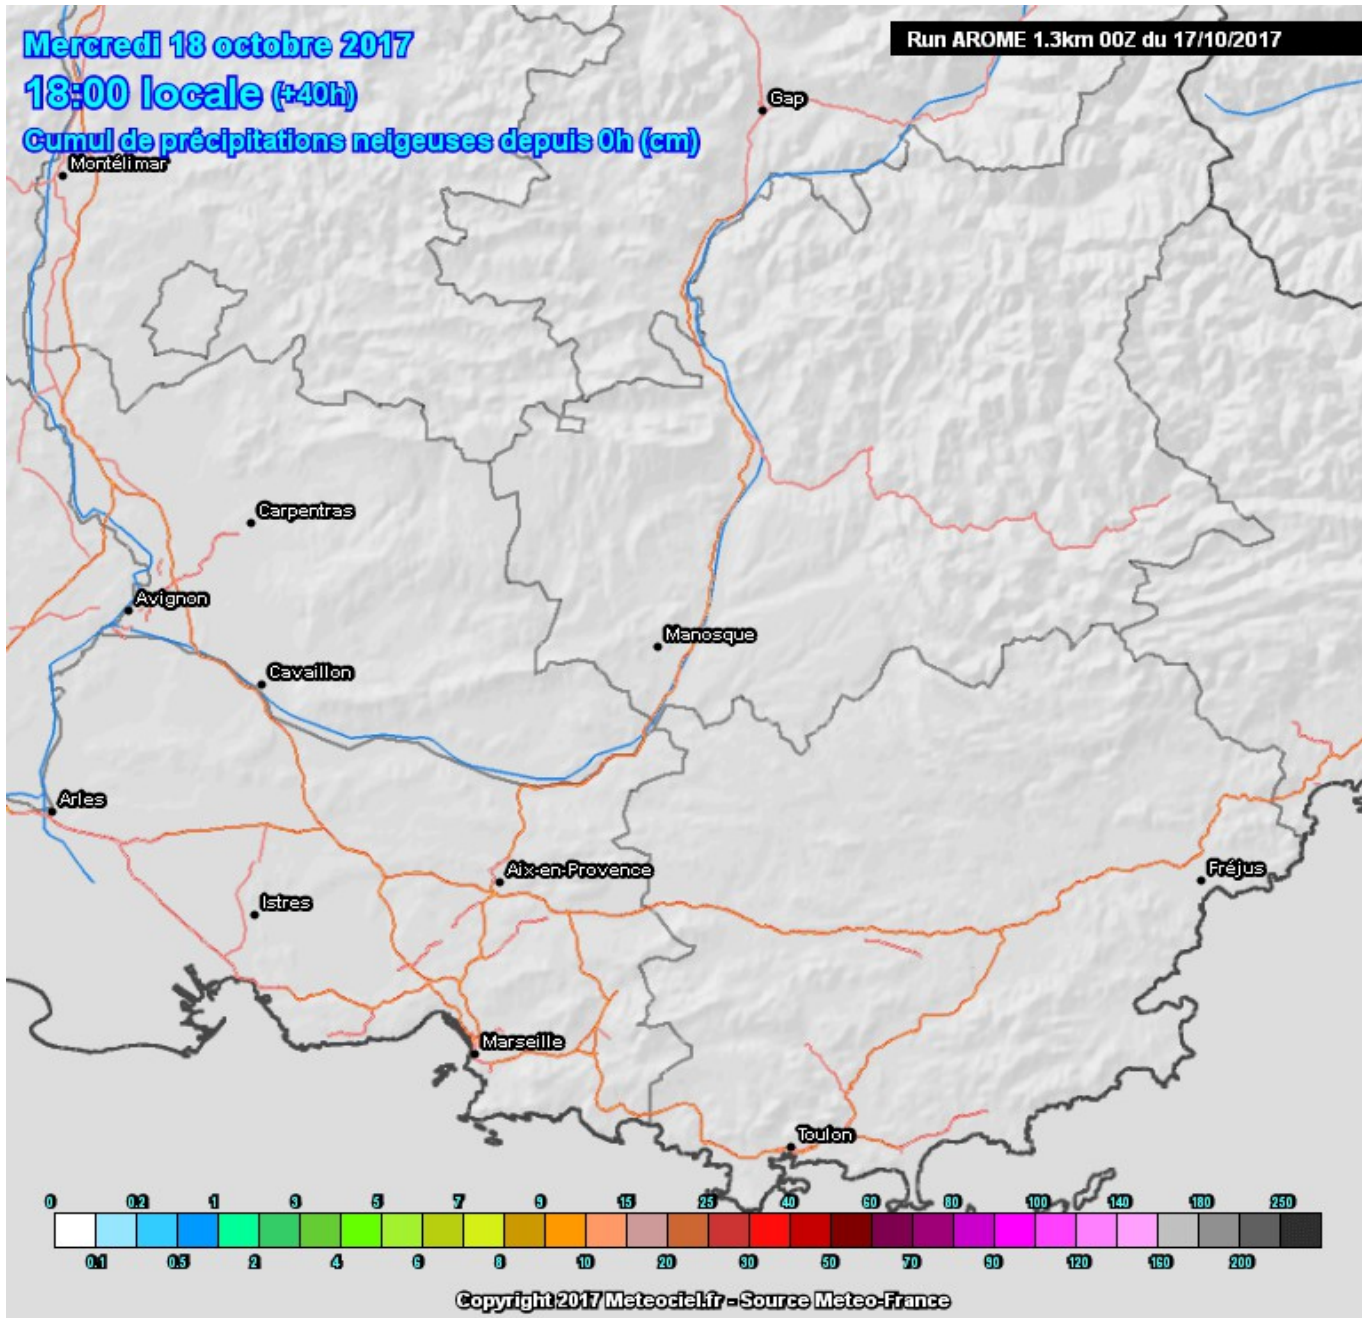 Mercredi 18 octobre 2017
Run AROME 1.3km 00Z du 17/10/2017
18:00 locale (+40h)
Gap
Cumul de précipitations neigeuses depuis 0h (cm)
Montélimar
Carpentras
Avignon
Manosque
Cavaillon
Arles
Aix-en-Provence
Fréjus
Istres
Marseille
Toulon
0 0.2 1 3 5 7 9 15 25 40 60 80 100 140 180 250
0.1 0.5 2 4 6 8 10 20 30 50 70 90 120 160 200
Copyright 2017 Meteociel.fr - Source Meteo-France